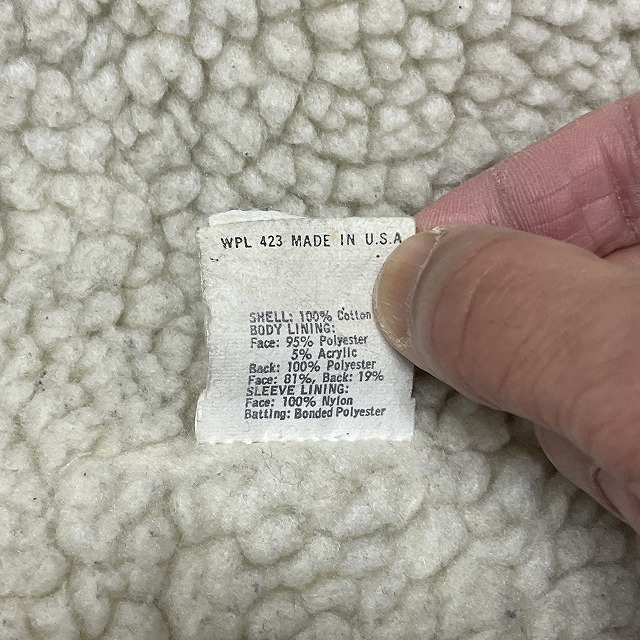 WPL 423 MADE IN U.S.A
SHELL: 100% Cotton
BODY LINING:
Face: 95% Polyester
5% Acrylic
Back: 100% Polyester
Face: 81%, Back: 19%
SLEEVE LINING:
Face: 100% Nylon
Batting: Bonded Polyester